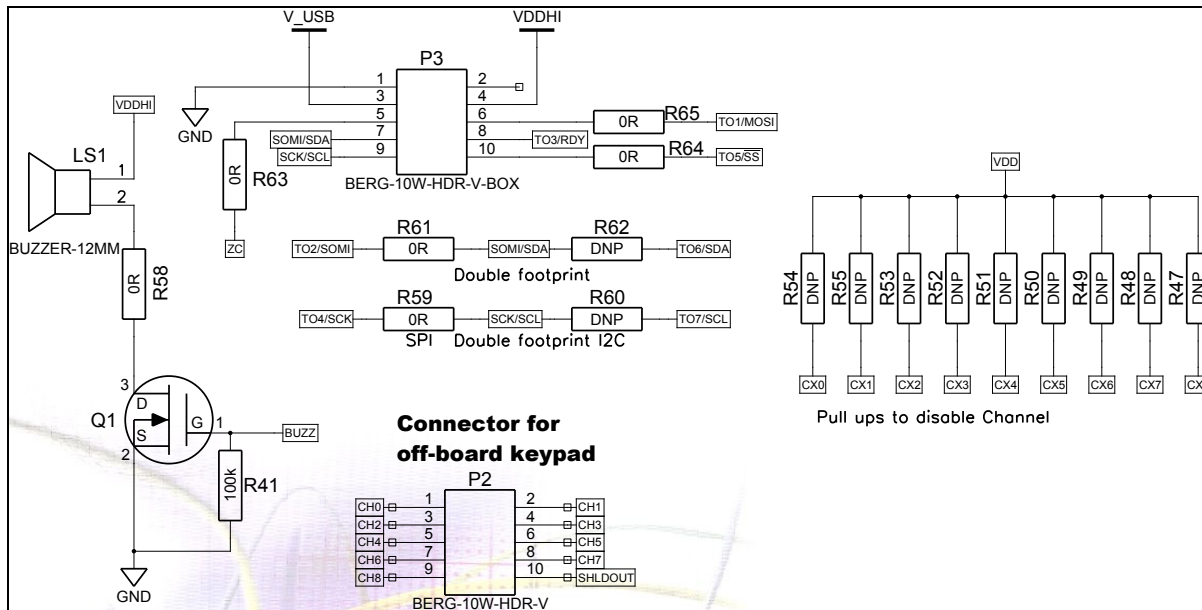 V_USB
VDDHI
P3
1
2
3
4
5
6
7
8
9
10
GND
SOMI/SDA
SCK/SCL
TO3/RDY
0R
R65
TO1/MOSI
0R
R64
TO5/SS
BERG-10W-HDR-V-BOX
0R
R63
ZC
VDDHI
LS1
1
2
BUZZER-12MM
0R
R58
R61
R62
TO2/SOMI
0R
SOMI/SDA
DNP
TO6/SDA
Double footprint
R59
R60
TO4/SCK
0R
SCK/SCL
DNP
TO7/SCL
SPI
Double footprint I2C
VDD
R54
DNP
R55
DNP
R53
DNP
R52
DNP
R51
DNP
R50
DNP
R49
DNP
R48
DNP
R47
DNP
CX0
CX1
CX2
CX3
CX4
CX5
CX6
CX7
CX
Pull ups to disable Channel
3
D
Q1
G
1
S
2
BUZZ
100k
R41
GND
Connector for
off-board keypad
P2
CH0
1
2
CH1
CH2
3
4
CH3
CH4
5
6
CH5
CH6
7
8
CH7
CH8
9
10
SHLDOUT
BERG-10W-HDR-V